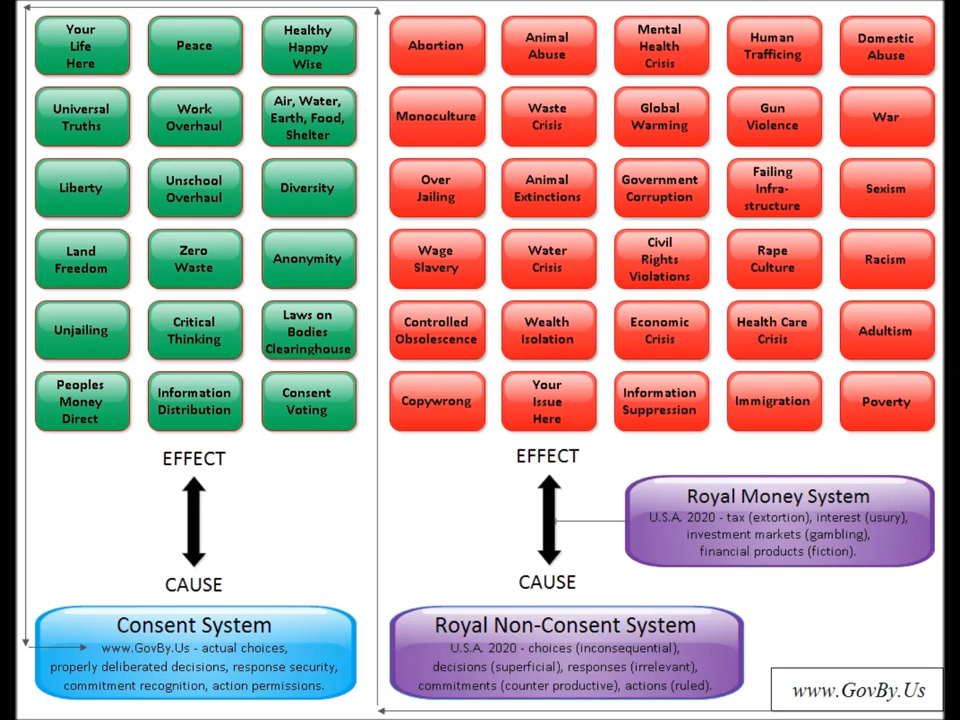 Your
Life
Here
Peace
Healthy
Happy
Wise
Universal
Truths
Work
Overhaul
Air, Water,
Earth, Food,
Shelter
Liberty
Unschool
Overhaul
Diversity
Land
Freedom
Zero
Waste
Anonymity
Unjailing
Critical
Thinking
Laws on
Bodies
Clearinghouse
Peoples
Money
Direct
Information
Distribution
Consent
Voting
EFFECT
CAUSE
Consent System
www.GovBy.Us - actual choices,
properly deliberated decisions, response security,
commitment recognition, action permissions.
Abortion
Animal
Abuse
Mental
Health
Crisis
Human
Trafficing
Domestic
Abuse
Monoculture
Waste
Crisis
Global
Warming
Gun
Violence
War
Over
Jailing
Animal
Extinctions
Government
Corruption
Failing
Infra-
structure
Sexism
Wage
Slavery
Water
Crisis
Civil
Rights
Violations
Rape
Culture
Racism
Controlled
Obsolescence
Wealth
Isolation
Economic
Crisis
Health Care
Crisis
Adultism
Copywrong
Your
Issue
Here
Information
Suppression
Immigration
Poverty
EFFECT
Royal Money System
U.S.A. 2020 - tax (extortion), interest (usury),
investment markets (gambling),
financial products (fiction).
CAUSE
Royal Non-Consent System
U.S.A. 2020 - choices (inconsequential),
decisions (superficial), responses (irrelevant),
commitments (counter productive), actions (ruled).
www.GovBy.Us